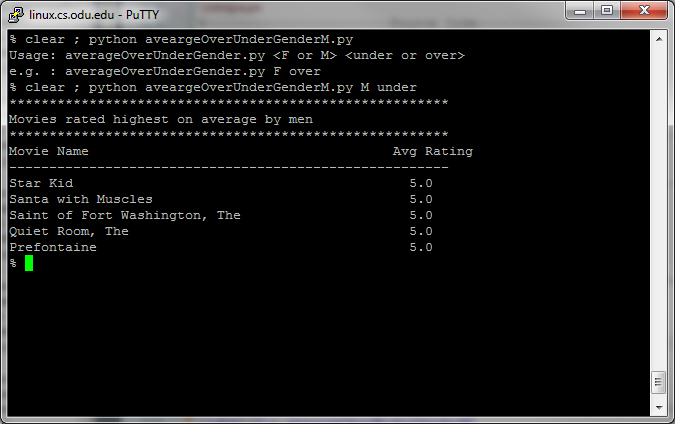 linux.cs.odu.edu - PuTTY
% clear ; python aveargeOverUnderGenderM.py
Usage: averageOverUnderGender.py <F or M> <under or over>
e.g. : averageOverUnderGender.py F over
% clear ; python aveargeOverUnderGenderM.py M under
*******************************************************
Movies rated highest on average by men
*******************************************************
Movie Name                                      Avg Rating
-------------------------------------------------------
Star Kid                                          5.0
Santa with Muscles                                5.0
Saint of Fort Washington, The                     5.0
Quiet Room, The                                   5.0
Prefontaine                                       5.0
%